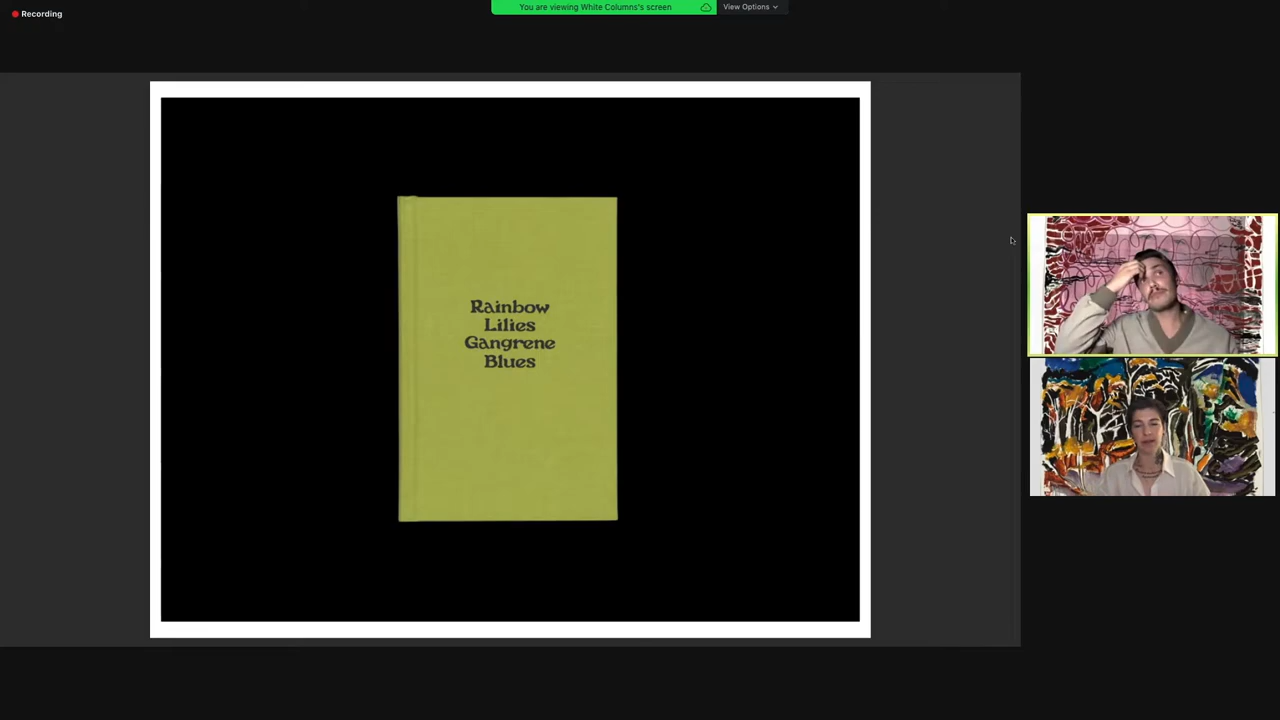 Recording
You are viewing White Columns's screen
View Options
Rainbow
Lilies
Gangrene
Blues